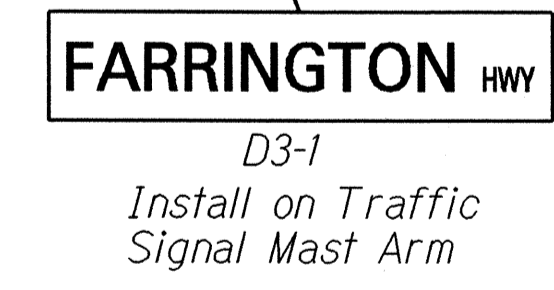 FARRINGTON HWY
D3-1
Install on Traffic
Signal Mast Arm